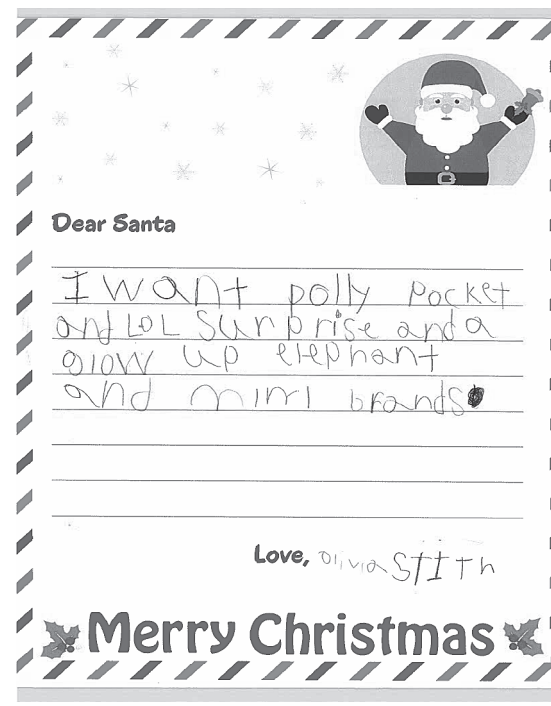 Dear Santa
I want polly pocket
and LOL Surprise and a
glow up elephant
and mini brands
Love, Olivia STITh
Merry Christmas